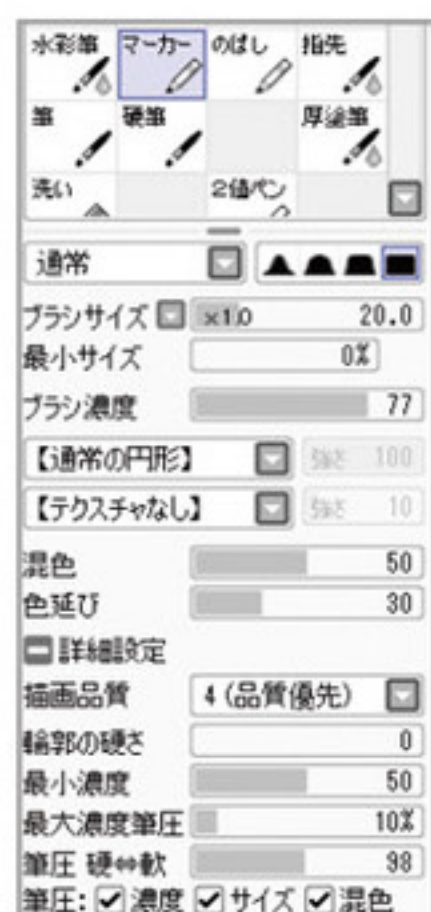 水彩筆 マーカー のばし 指先
筆 硬筆 厚塗筆
洗い 2値ペン
通常
ブラシサイズ ×1.0 20.0
最小サイズ 0%
ブラシ濃度 77
【通常の円形】 強さ 100
【テクスチャなし】 強さ 10
混色 50
色延び 30
詳細設定
描画品質 4 (品質優先)
輪郭の硬さ 0
最小濃度 50
最大濃度筆圧 10%
筆圧 硬⇔軟 98
筆圧: 濃度 サイズ 混色